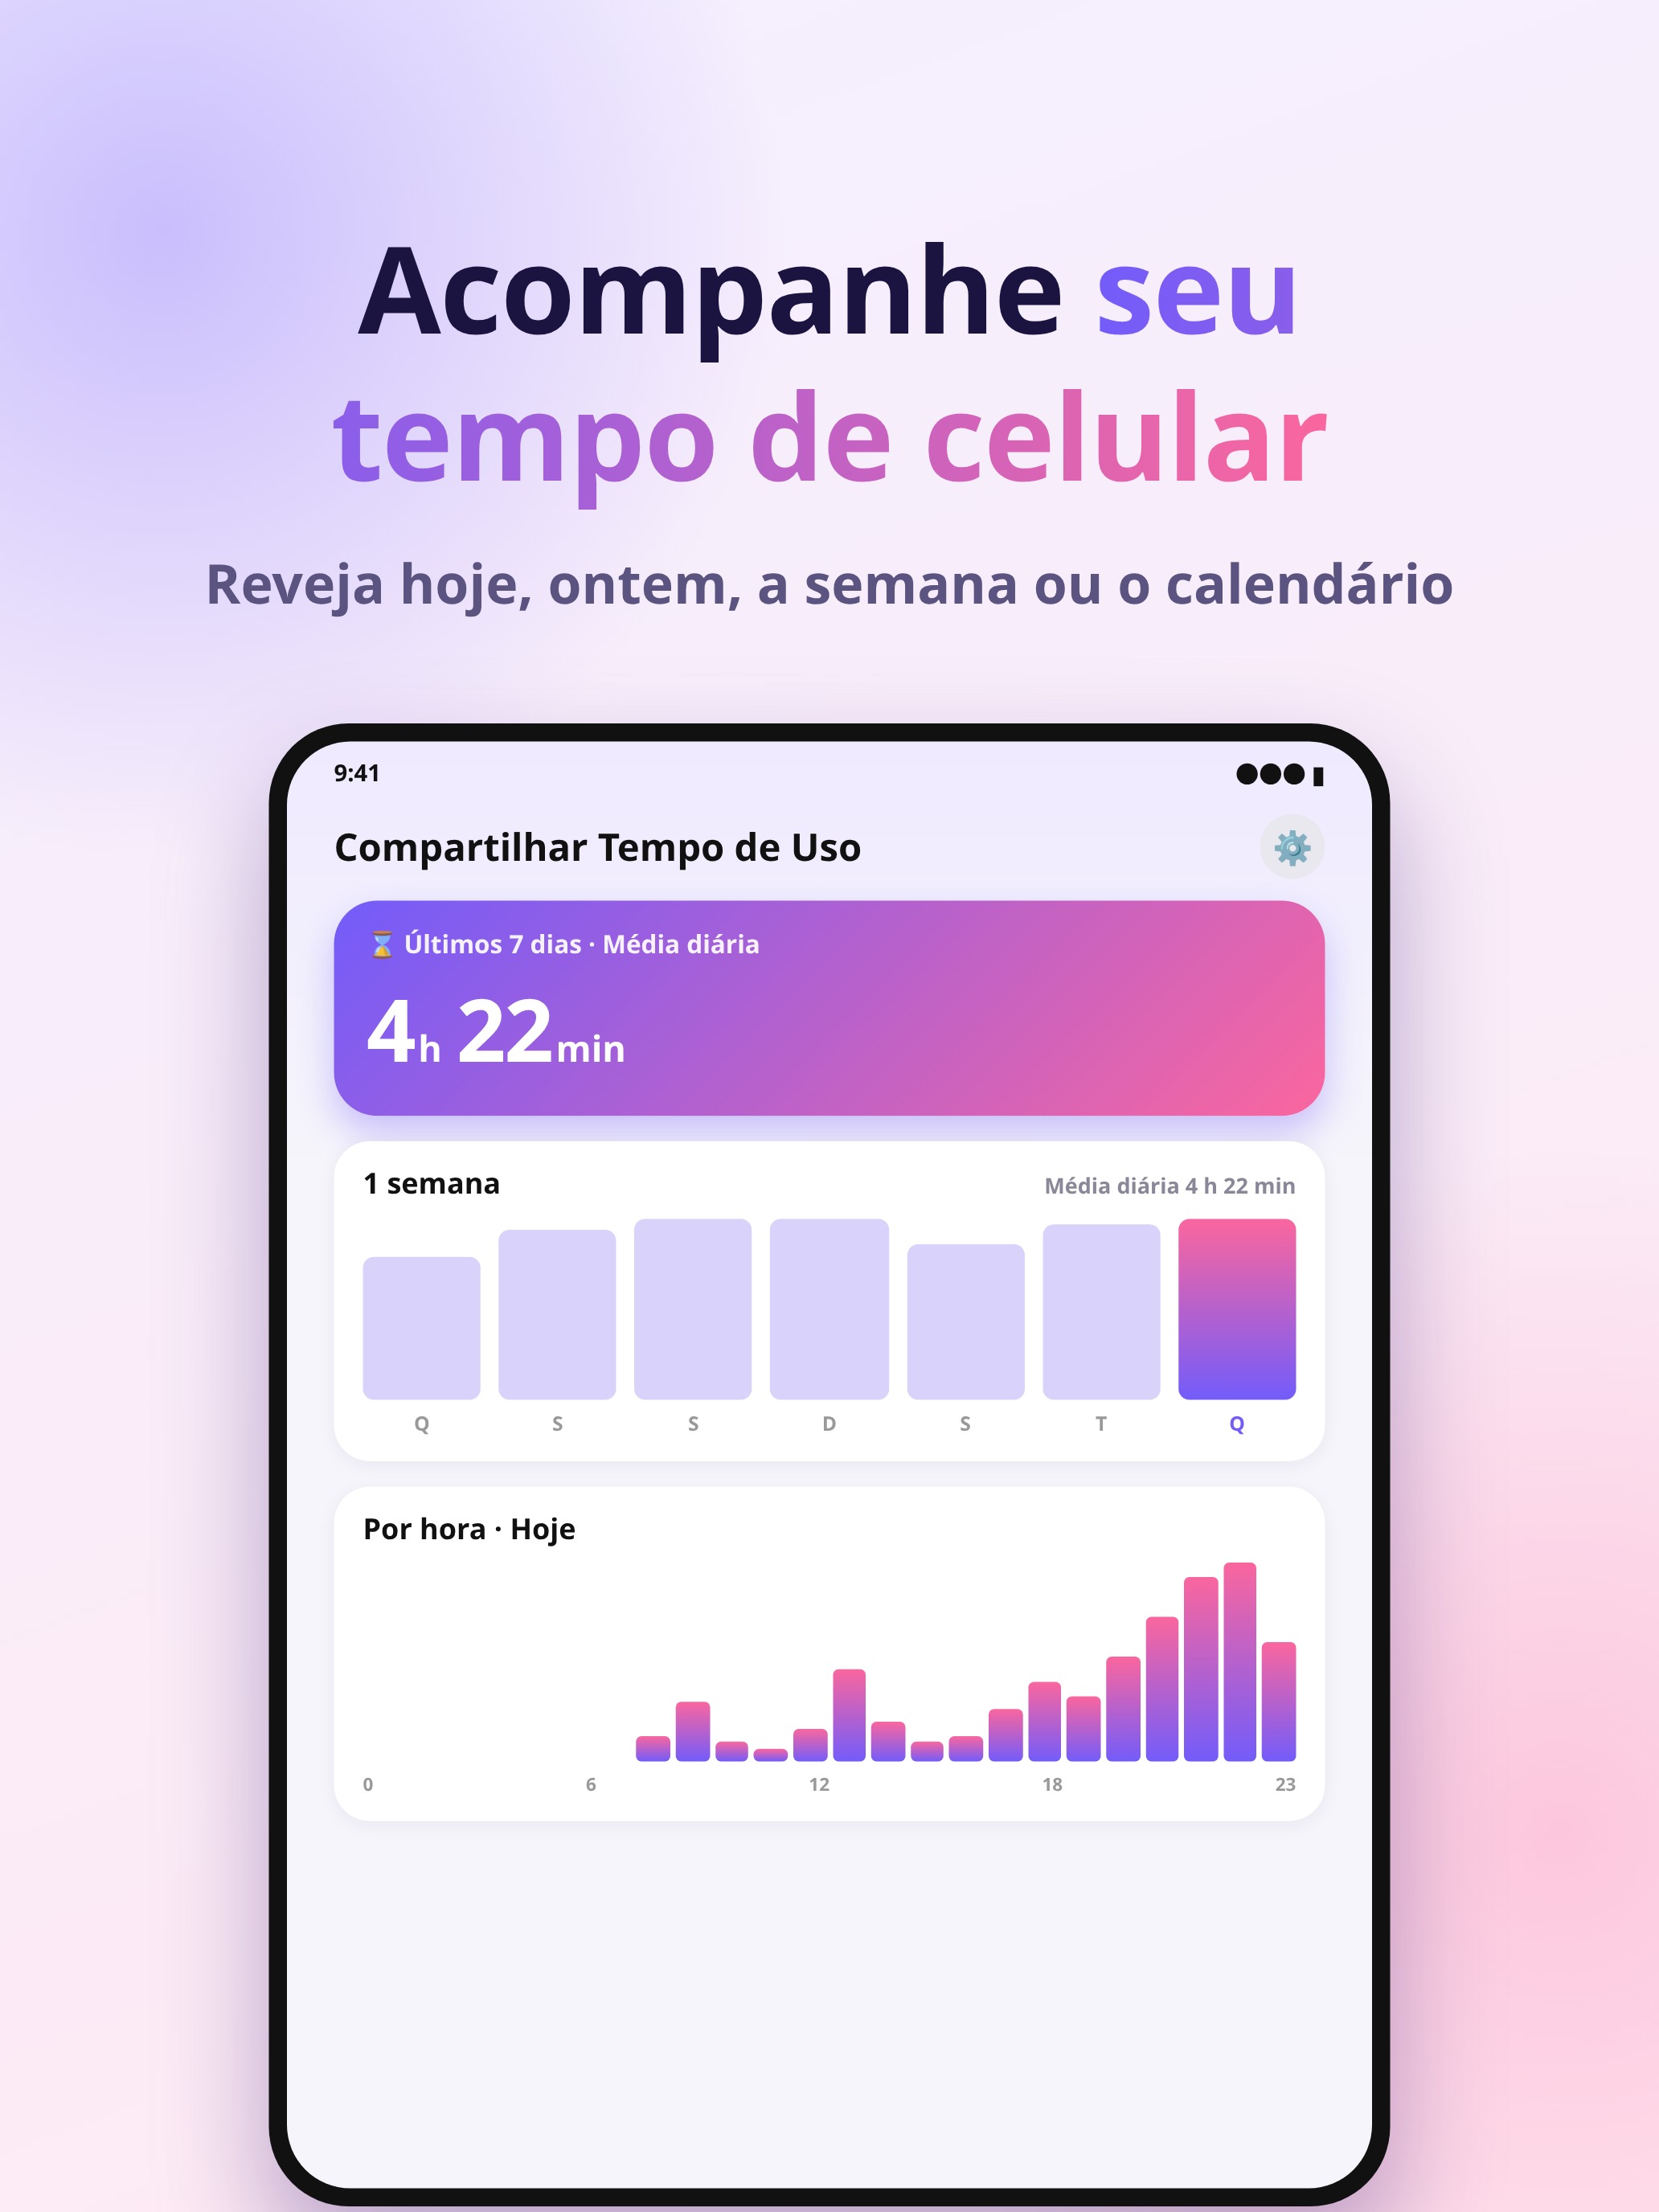 Acompanhe seu
tempo de celular
Reveja hoje, ontem, a semana ou o calendário
9:41
Compartilhar Tempo de Uso
Últimos 7 dias · Média diária
4h 22min
1 semana
Média diária 4 h 22 min
Q S S D S T Q
Por hora · Hoje
0 6 12 18 23